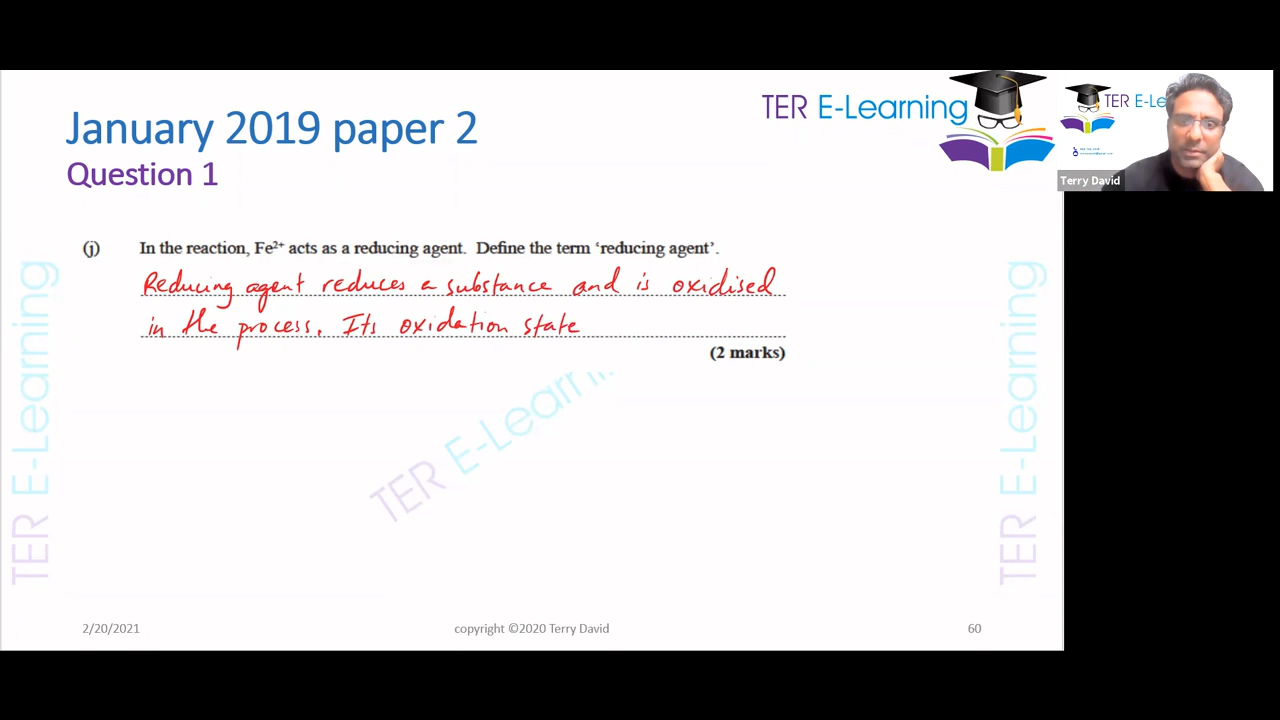 January 2019 paper 2
Question 1
TER E-Learning
TER E-Le
Terry David
(j) In the reaction, Fe²⁺ acts as a reducing agent. Define the term ‘reducing agent’.
Reducing agent reduces a substance and is oxidised
in the process. Its oxidation state
(2 marks)
TER E-Learning
TER E-Learnin
TER E-Learning
2/20/2021
copyright ©2020 Terry David
60